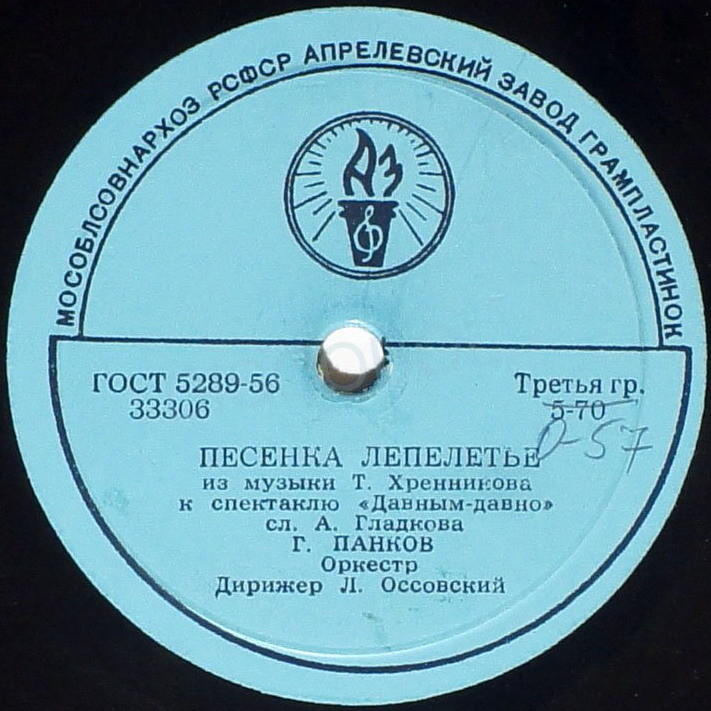 МОСОБЛСОВНАРХОЗ РСФСР АПРЕЛЕВСКИЙ ЗАВОД ГРАМПЛАСТИНОК
АЗ
ГОСТ 5289-56
33306
Третья гр.
5-70
0-57
ПЕСЕНКА ЛЕПЕЛЕТЬЕ
из музыки Т. Хренникова
к спектаклю «Давным-давно»
сл. А. Гладкова
Г. ПАНКОВ
Оркестр
Дирижер Л. Оссовский